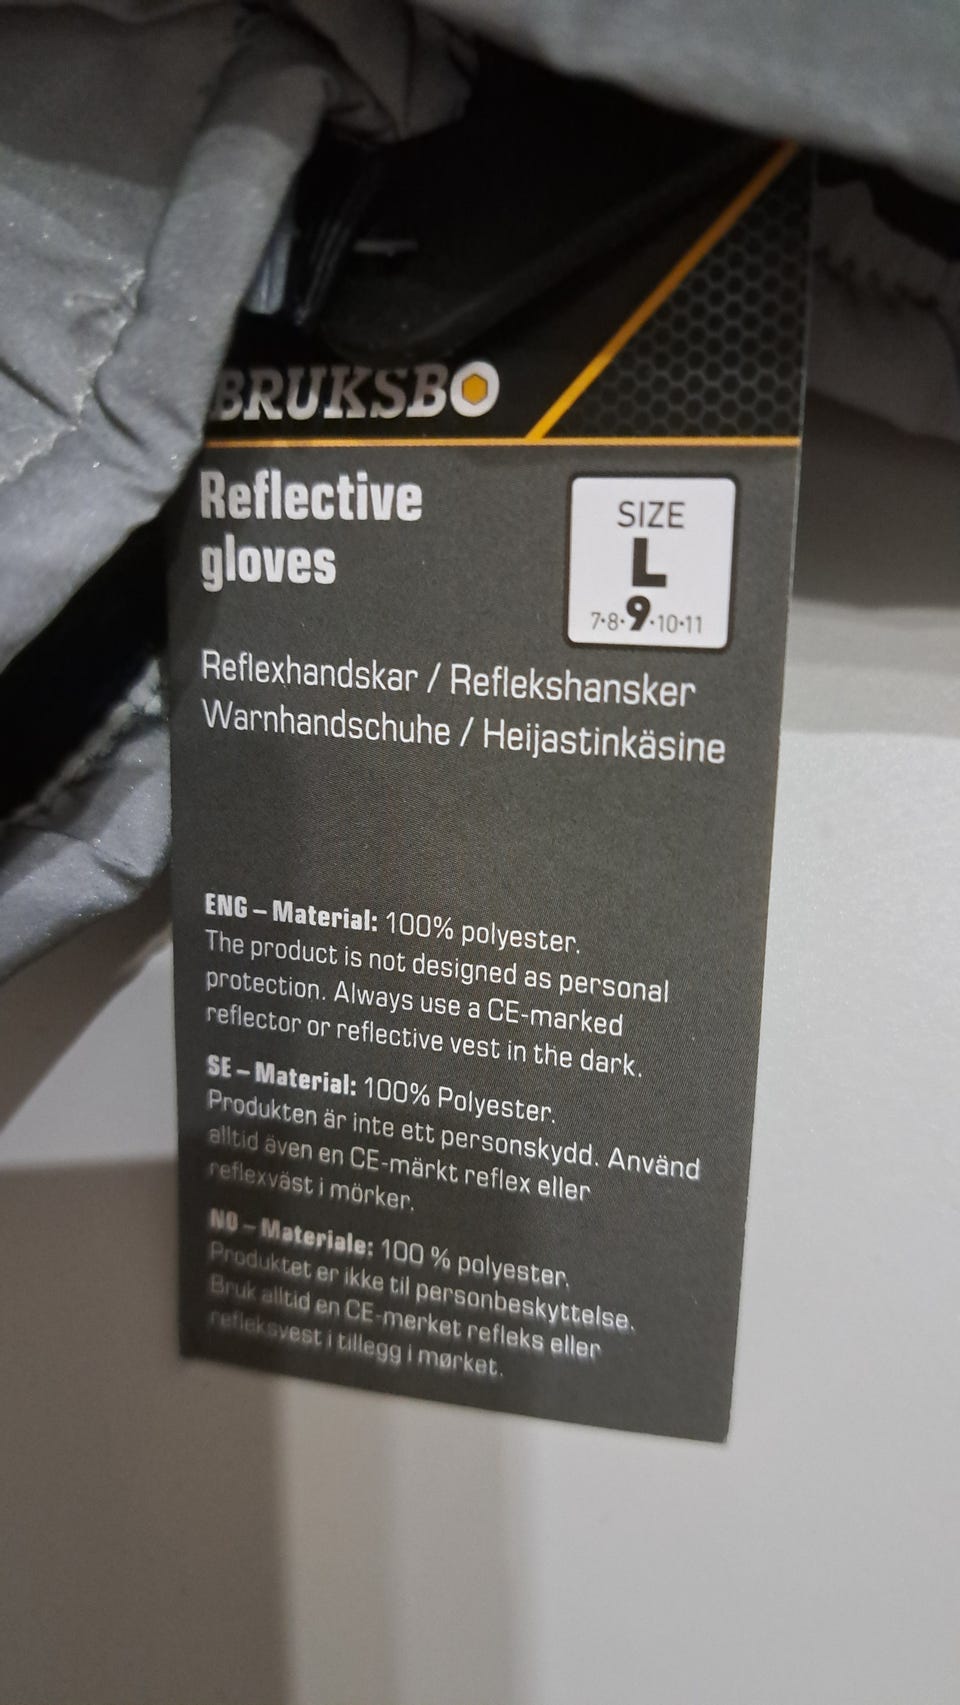 BRUKSBO
Reflective
gloves
SIZE
L
7•8•9•10•11
Reflexhandskar / Reflekshansker
Warnhandschuhe / Heijastinkäsine
ENG – Material: 100% polyester.
The product is not designed as personal
protection. Always use a CE-marked
reflector or reflective vest in the dark.
SE – Material: 100% Polyester.
Produkten är inte ett personskydd. Använd
alltid även en CE-märkt reflex eller
reflexväst i mörker.
NO – Materiale: 100 % polyester.
Produktet er ikke til personbeskyttelse.
Bruk alltid en CE-merket refleks eller
refleksvest i tillegg i mørket.